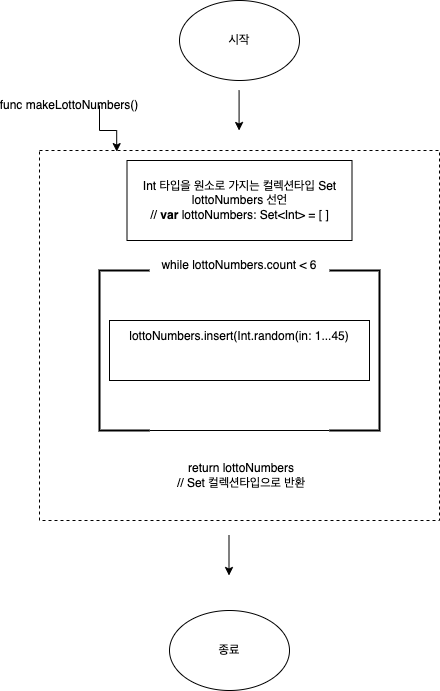 시작
func makeLottoNumbers()
Int 타입을 원소로 가지는 컬렉션타입 Set
lottoNumbers 선언
// var lottoNumbers: Set<Int> = [ ]
while lottoNumbers.count < 6
lottoNumbers.insert(Int.random(in: 1...45)
return lottoNumbers
// Set 컬렉션타입으로 반환
종료